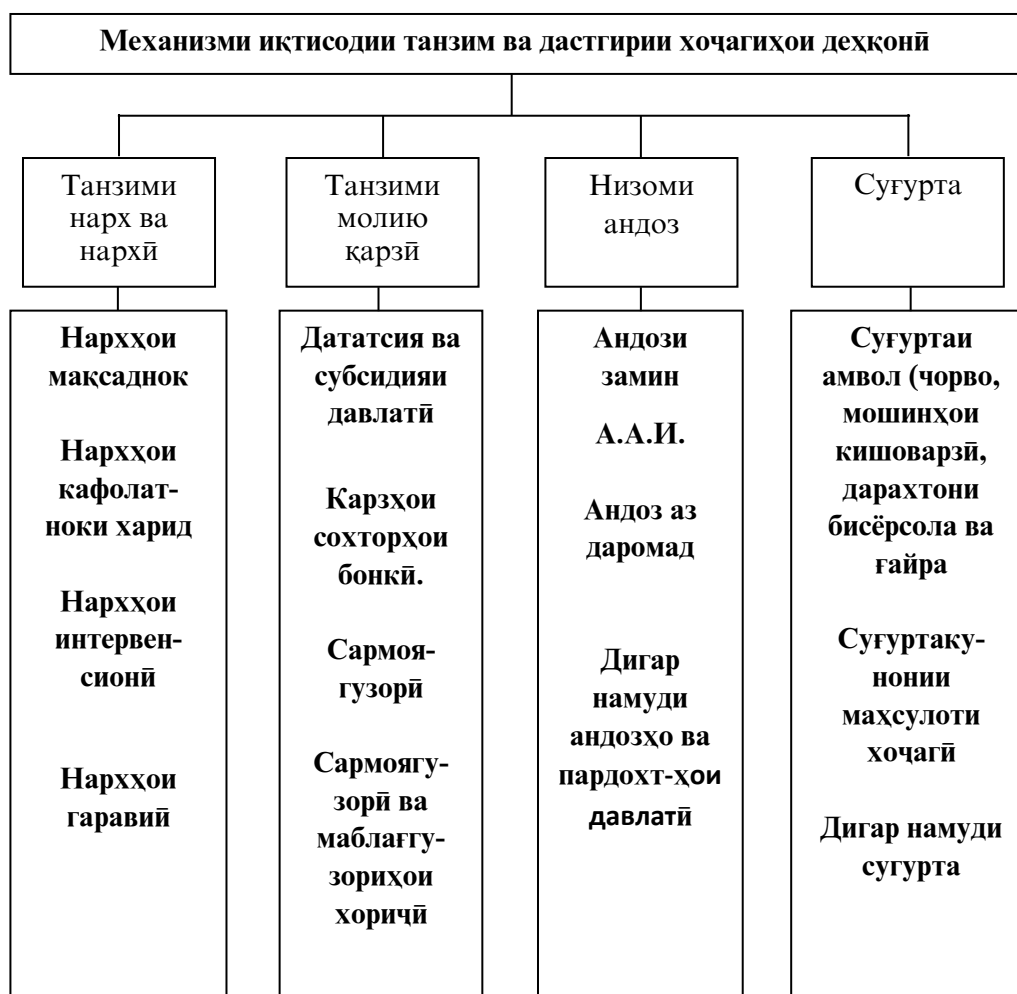 Механизми иқтисодии танзим ва дастгирии хоҷагиҳои деҳқонӣ
Танзими
нарх ва
нархӣ
Танзими
молию
қарзӣ
Низоми
андоз
Суғурта
Нархҳои
мақсаднок
Нархҳои
кафолат-
ноки харид
Нархҳои
интервен-
сионӣ
Нархҳои
гаравиӣ
Дататсия ва
субсидияи
давлатӣ
Карзҳои
сохторҳои
бонкӣ.
Сармоя-
гузорӣ
Сармоягу-
зорӣ ва
маблағгу-
зориҳои
хориҷӣ
Андози
замин
А.А.И.
Андоз аз
даромад
Дигар
намуди
андозҳо ва
пардохт-ҳои
давлатӣ
Суғуртаи
амвол (чорво,
мошинҳои
кишоварзӣ,
дарахтони
бисёрсола ва
ғайра
Суғуртаку-
нонии
маҳсулоти
хоҷагӣ
Дигар намуди
сугурта